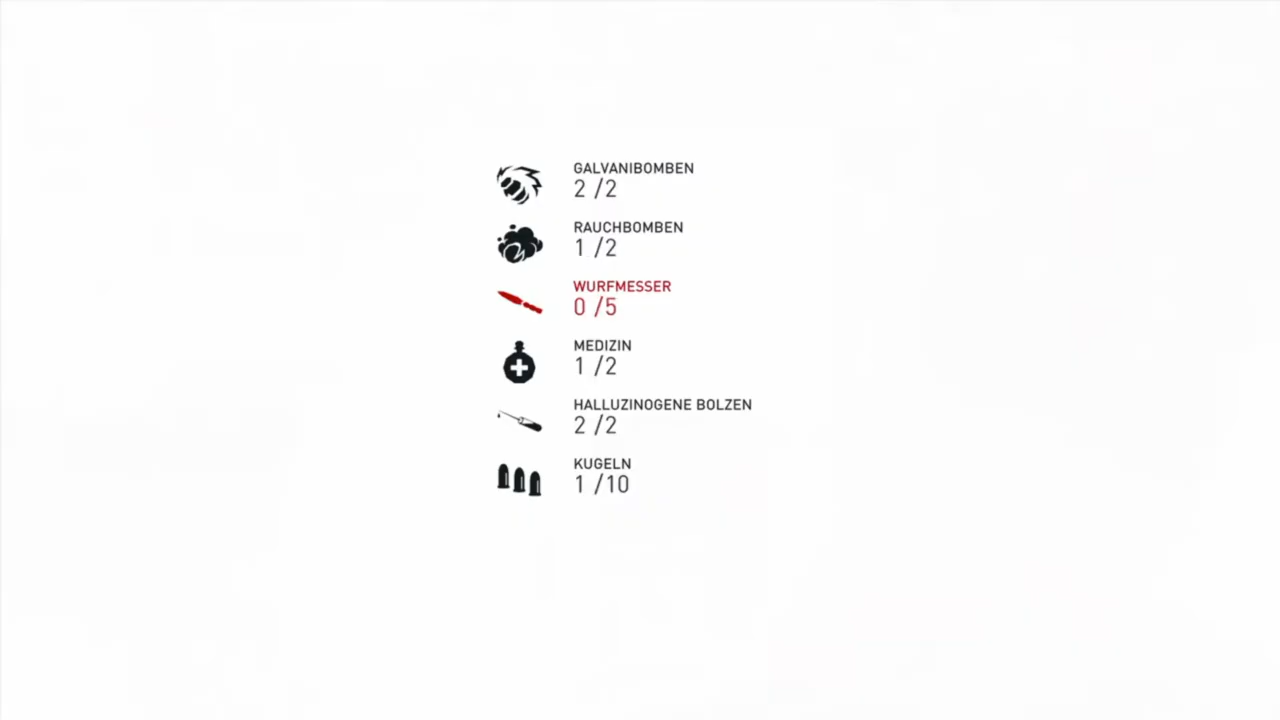 GALVANIBOMBEN
2 /2
RAUCHBOMBEN
1 /2
WURFMESSER
0 /5
MEDIZIN
1 /2
HALLUZINOGENE BOLZEN
2 /2
KUGELN
1 /10